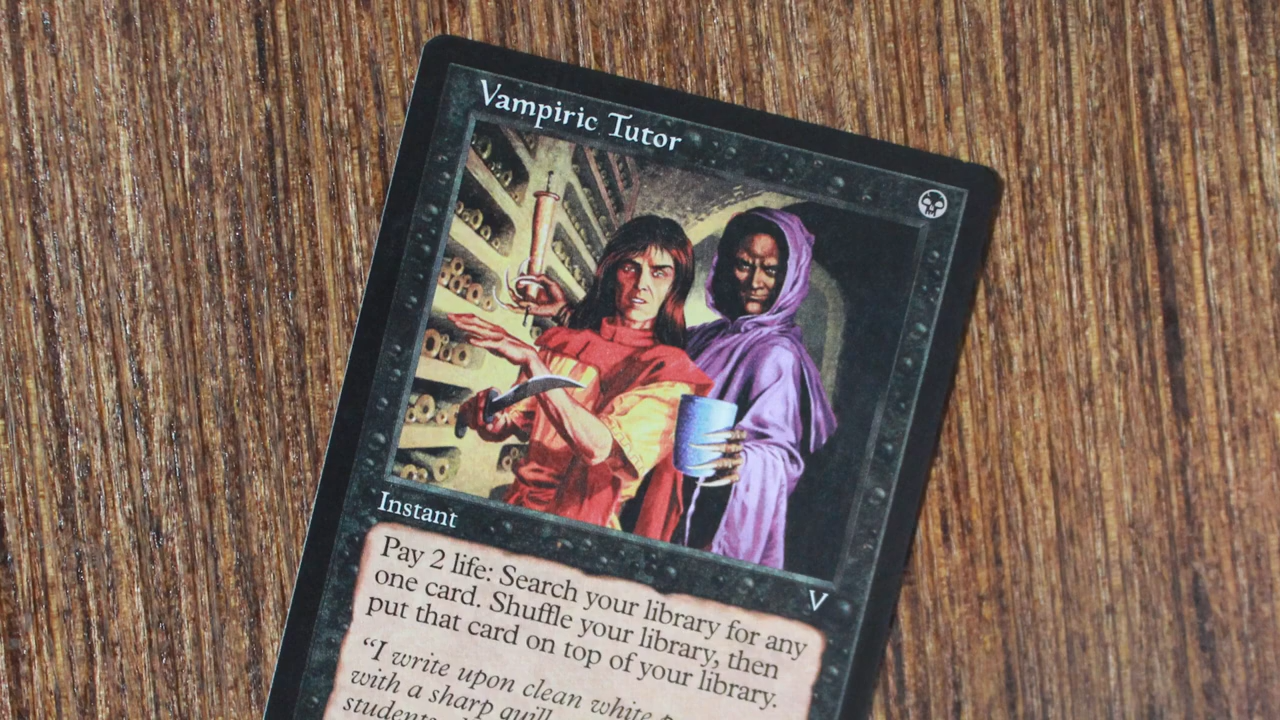 Vampiric Tutor
Instant
V
Pay 2 life: Search your library for any
one card. Shuffle your library, then
put that card on top of your library.
“I write upon clean white
with a sharp quill